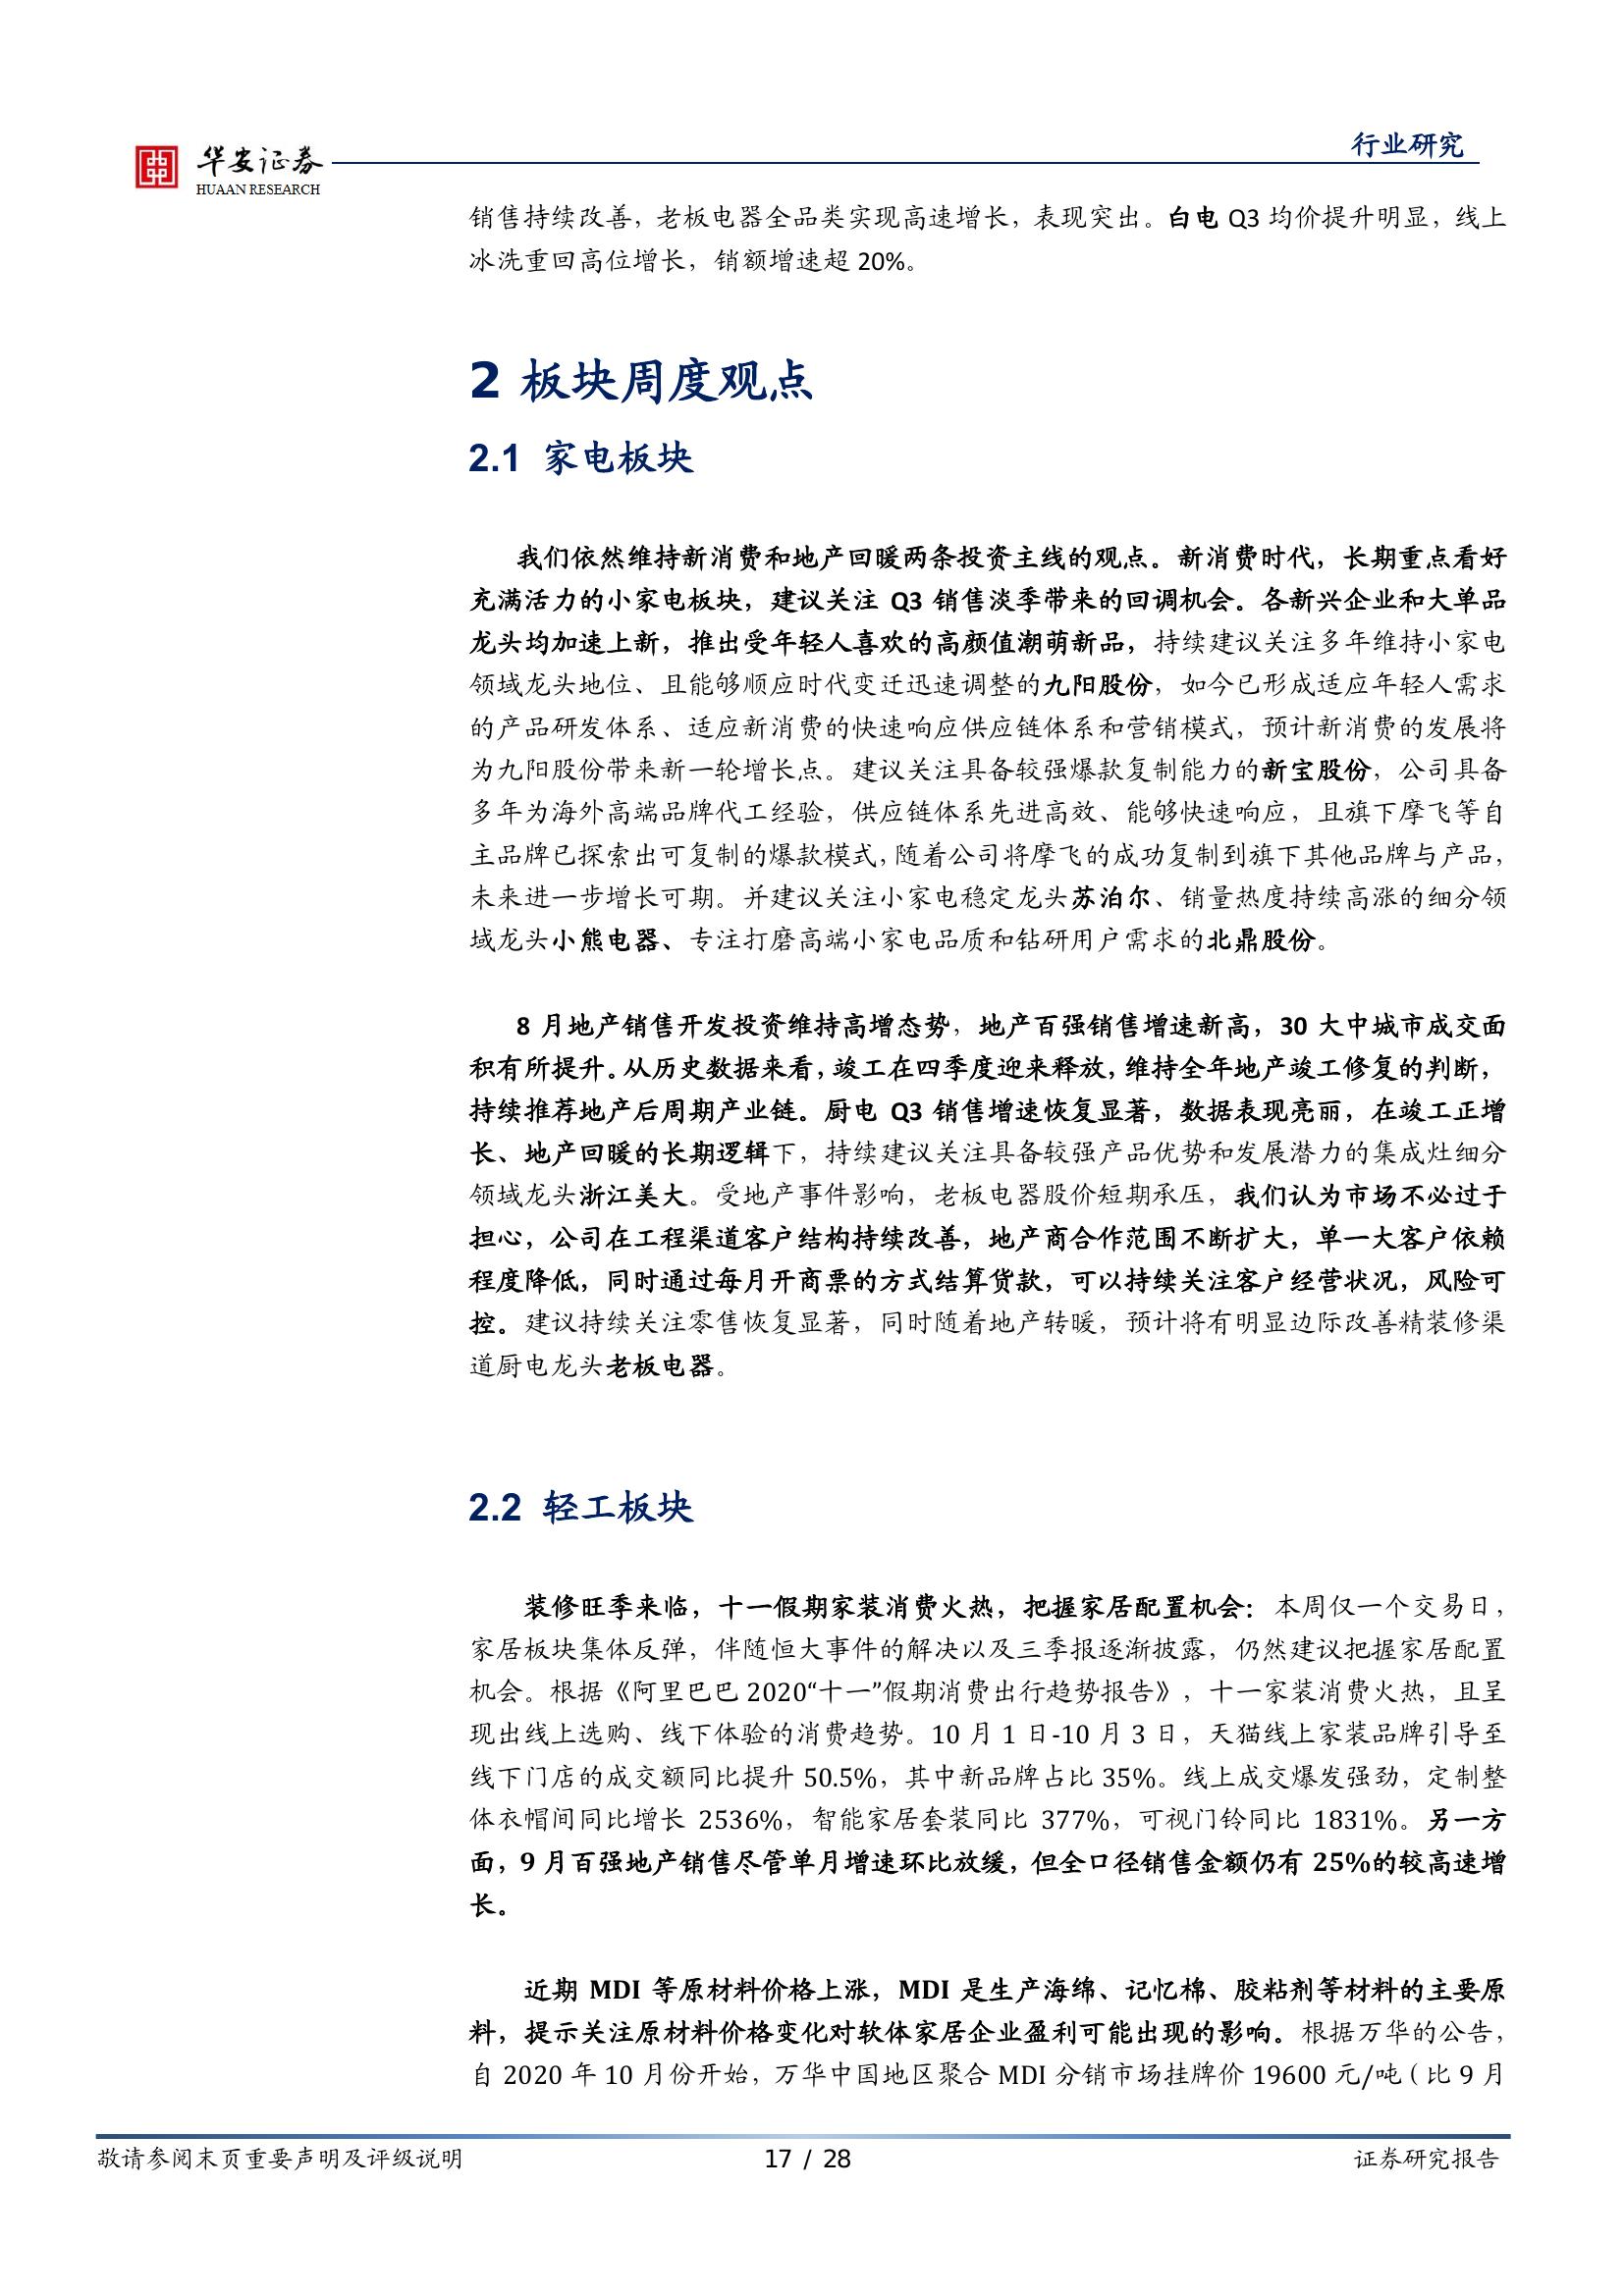 华安证券
HUAAN RESEARCH
行业研究
销售持续改善，老板电器全品类实现高速增长，表现突出。白电 Q3 均价提升明显，线上
冰洗重回高位增长，销额增速超 20%。
2 板块周度观点
2.1 家电板块
我们依然维持新消费和地产回暖两条投资主线的观点。新消费时代，长期重点看好
充满活力的小家电板块，建议关注 Q3 销售淡季带来的回调机会。各新兴企业和大单品
龙头均加速上新，推出受年轻人喜欢的高颜值潮萌新品，持续建议关注多年维持小家电
领域龙头地位、且能够顺应时代变迁迅速调整的九阳股份，如今已形成适应年轻人需求
的产品研发体系、适应新消费的快速响应供应链体系和营销模式，预计新消费的发展将
为九阳股份带来新一轮增长点。建议关注具备较强爆款复制能力的新宝股份，公司具备
多年为海外高端品牌代工经验，供应链体系先进高效、能够快速响应，且旗下摩飞等自
主品牌已探索出可复制的爆款模式，随着公司将摩飞的成功复制到旗下其他品牌与产品，
未来进一步增长可期。并建议关注小家电稳定龙头苏泊尔、销量热度持续高涨的细分领
域龙头小熊电器、专注打磨高端小家电品质和钻研用户需求的北鼎股份。
8 月地产销售开发投资维持高增态势，地产百强销售增速新高，30 大中城市成交面
积有所提升。从历史数据来看，竣工在四季度迎来释放，维持全年地产竣工修复的判断，
持续推荐地产后周期产业链。厨电 Q3 销售增速恢复显著，数据表现亮丽，在竣工正增
长、地产回暖的长期逻辑下，持续建议关注具备较强产品优势和发展潜力的集成灶细分
领域龙头浙江美大。受地产事件影响，老板电器股价短期承压，我们认为市场不必过于
担心，公司在工程渠道客户结构持续改善，地产商合作范围不断扩大，单一大客户依赖
程度降低，同时通过每月开商票的方式结算货款，可以持续关注客户经营状况，风险可
控。建议持续关注零售恢复显著，同时随着地产转暖，预计将有明显边际改善精装修渠
道厨电龙头老板电器。
2.2 轻工板块
装修旺季来临，十一假期家装消费火热，把握家居配置机会：本周仅一个交易日，
家居板块集体反弹，伴随恒大事件的解决以及三季报逐渐披露，仍然建议把握家居配置
机会。根据《阿里巴巴 2020“十一”假期消费出行趋势报告》，十一家装消费火热，且呈
现出线上选购、线下体验的消费趋势。10 月 1 日-10 月 3 日，天猫线上家装品牌引导至
线下门店的成交额同比提升 50.5%，其中新品牌占比 35%。线上成交爆发强劲，定制整
体衣帽间同比增长 2536%，智能家居套装同比 377%，可视门铃同比 1831%。另一方
面，9 月百强地产销售尽管单月增速环比放缓，但全口径销售金额仍有 25%的较高速增
长。
近期 MDI 等原材料价格上涨，MDI 是生产海绵、记忆棉、胶粘剂等材料的主要原
料，提示关注原材料价格变化对软体家居企业盈利可能出现的影响。根据万华的公告，
自 2020 年 10 月份开始，万华中国地区聚合 MDI 分销市场挂牌价 19600 元/吨（比 9 月
敬请参阅末页重要声明及评级说明
17 / 28
证券研究报告